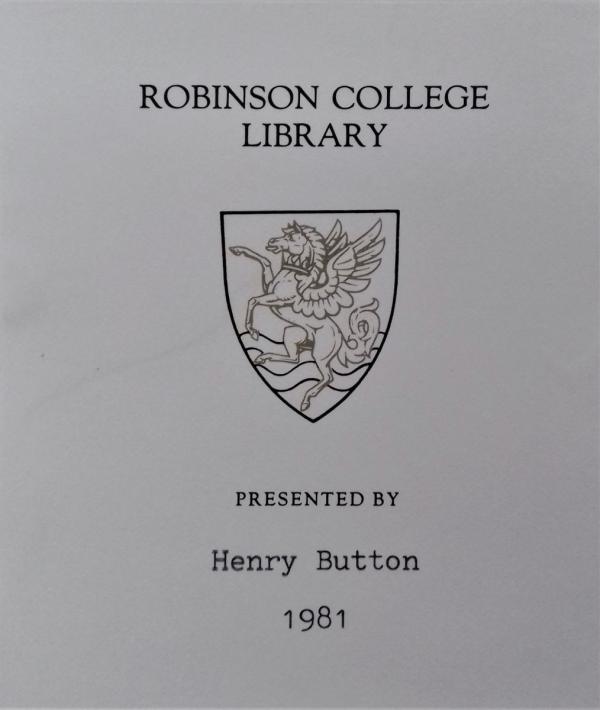 ROBINSON COLLEGE
LIBRARY
PRESENTED BY
Henry Button
1981